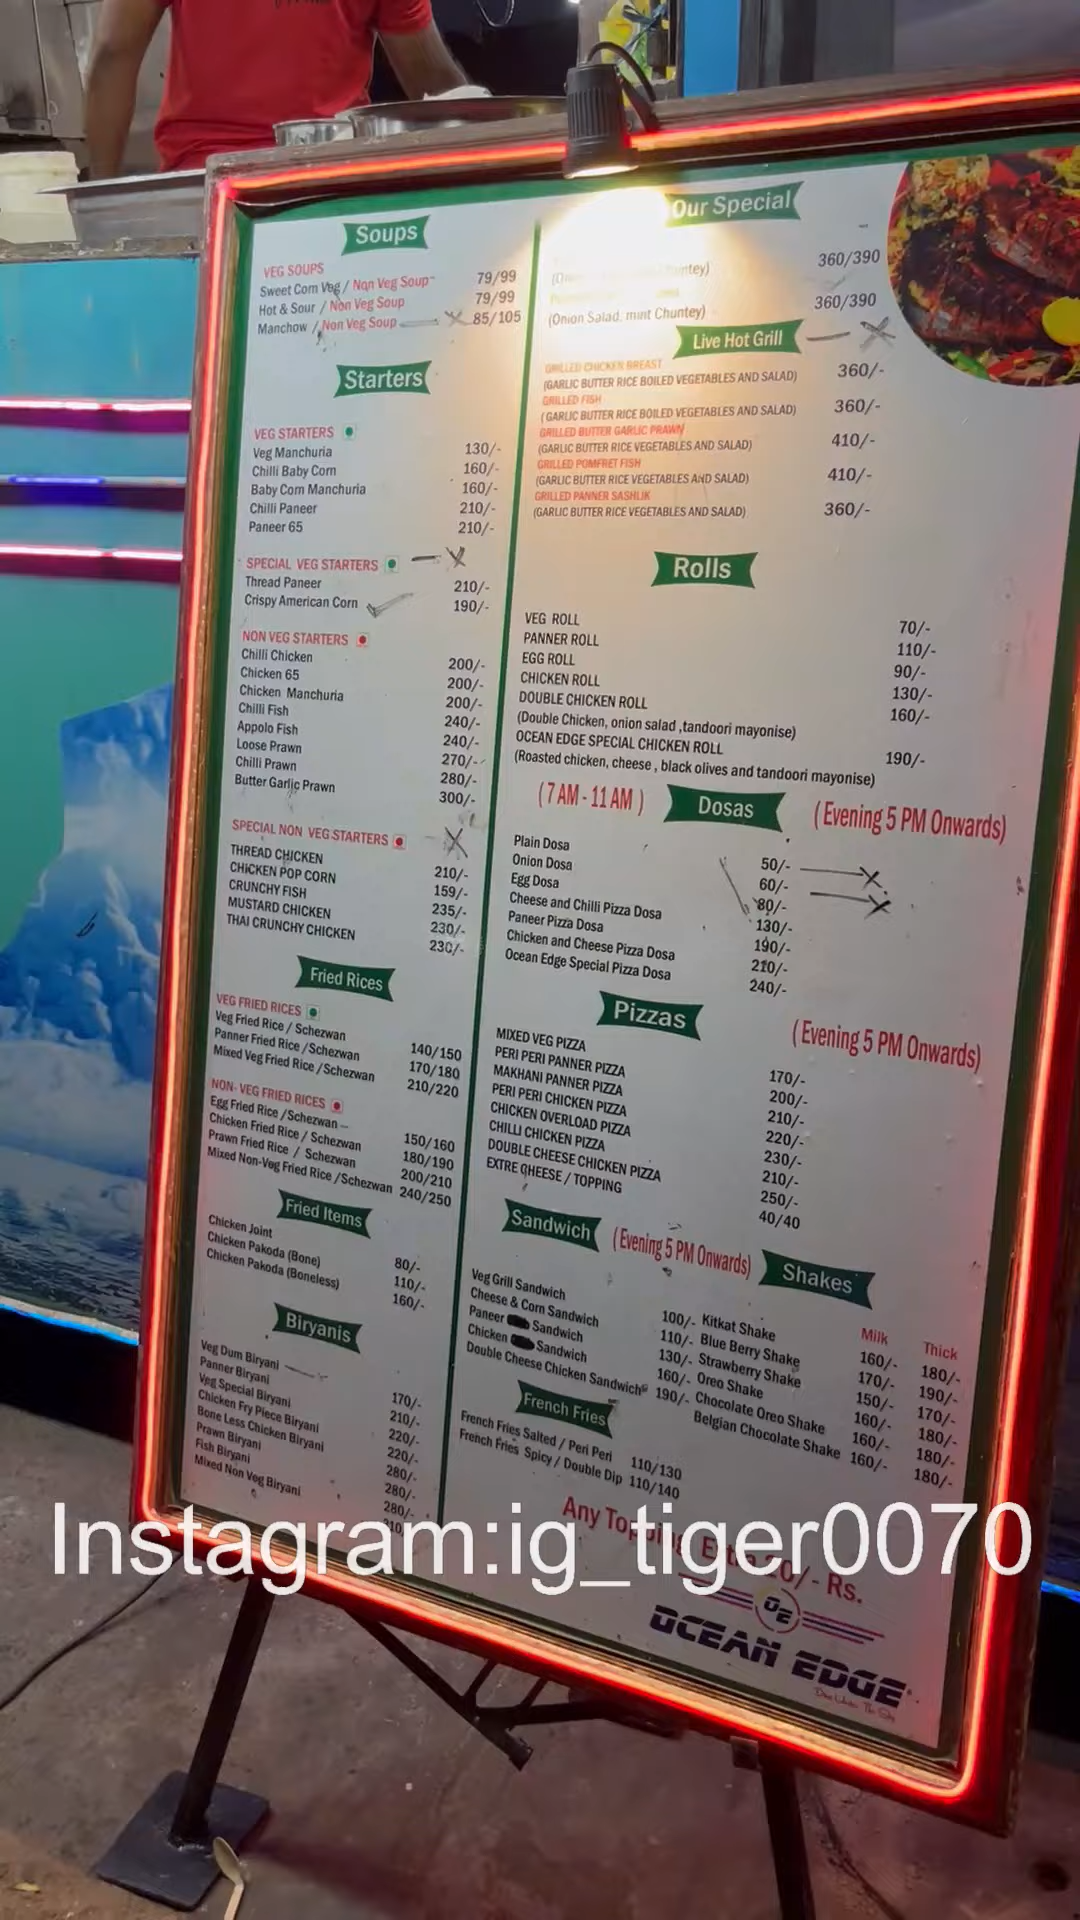 Soups
VEG SOUPS
Sweet Corn Veg / Non Veg Soup 79/99
Hot & Sour / Non Veg Soup 79/99
Manchow / Non Veg Soup 85/105
Starters
VEG STARTERS
Veg Manchuria 130/-
Chilli Baby Corn 160/-
Baby Corn Manchuria 160/-
Chilli Paneer 210/-
Paneer 65 210/-
SPECIAL VEG STARTERS
Thread Paneer 210/-
Crispy American Corn 190/-
NON VEG STARTERS
Chilli Chicken 200/-
Chicken 65 200/-
Chicken Manchuria 200/-
Chilli Fish 240/-
Appolo Fish 240/-
Loose Prawn 270/-
Chilli Prawn 280/-
Butter Garlic Prawn 300/-
SPECIAL NON VEG STARTERS
THREAD CHICKEN 210/-
CHICKEN POP CORN 159/-
CRUNCHY FISH 235/-
MUSTARD CHICKEN 230/-
THAI CRUNCHY CHICKEN 230/-
Fried Rices
VEG FRIED RICES
Veg Fried Rice / Schezwan 140/150
Panner Fried Rice /Schezwan 170/180
Mixed Veg Fried Rice /Schezwan 210/220
NON- VEG FRIED RICES
Egg Fried Rice /Schezwan 150/160
Chicken Fried Rice / Schezwan 180/190
Prawn Fried Rice / Schezwan 200/210
Mixed Non-Veg Fried Rice /Schezwan 240/250
Fried Items
Chicken Joint 80/-
Chicken Pakoda (Bone) 110/-
Chicken Pakoda (Boneless) 160/-
Biryanis
Veg Dum Biryani 170/-
Panner Biryani 210/-
Veg Special Biryani 220/-
Chicken Fry Piece Biryani 220/-
Bone Less Chicken Biryani 280/-
Prawn Biryani 280/-
Fish Biryani 280/-
Mixed Non Veg Biryani
Our Special
360/390
360/390
(Onion Salad, mint Chuntey)
Live Hot Grill
GRILLED CHICKEN BREAST 360/-
(GARLIC BUTTER RICE BOILED VEGETABLES AND SALAD)
GRILLED FISH 360/-
( GARLIC BUTTER RICE BOILED VEGETABLES AND SALAD)
GRILLED BUTTER GARLIC PRAWN 410/-
(GARLIC BUTTER RICE VEGETABLES AND SALAD)
GRILLED POMFRET FISH 410/-
(GARLIC BUTTER RICE VEGETABLES AND SALAD)
GRILLED PANNER SASHLIK 360/-
(GARLIC BUTTER RICE VEGETABLES AND SALAD)
Rolls
VEG ROLL 70/-
PANNER ROLL 110/-
EGG ROLL 90/-
CHICKEN ROLL 130/-
DOUBLE CHICKEN ROLL 160/-
(Double Chicken, onion salad ,tandoori mayonise)
OCEAN EDGE SPECIAL CHICKEN ROLL 190/-
(Roasted chicken, cheese , black olives and tandoori mayonise)
( 7 AM - 11 AM ) Dosas ( Evening 5 PM Onwards)
Plain Dosa 50/-
Onion Dosa 60/-
Egg Dosa 80/-
Cheese and Chilli Pizza Dosa 130/-
Paneer Pizza Dosa 190/-
Chicken and Cheese Pizza Dosa 210/-
Ocean Edge Special Pizza Dosa 240/-
Pizzas ( Evening 5 PM Onwards)
MIXED VEG PIZZA 170/-
PERI PERI PANNER PIZZA 200/-
MAKHANI PANNER PIZZA 210/-
PERI PERI CHICKEN PIZZA 220/-
CHICKEN OVERLOAD PIZZA 230/-
CHILLI CHICKEN PIZZA 210/-
DOUBLE CHEESE CHICKEN PIZZA 250/-
EXTRE CHEESE / TOPPING 40/40
Sandwich ( Evening 5 PM Onwards)
Veg Grill Sandwich 100/-
Cheese & Corn Sandwich 110/-
Paneer Sandwich 130/-
Chicken Sandwich 160/-
Double Cheese Chicken Sandwich 190/-
Shakes
Milk Thick
Kitkat Shake 160/- 180/-
Blue Berry Shake 170/- 190/-
Strawberry Shake 150/- 170/-
Oreo Shake 160/- 180/-
Chocolate Oreo Shake 160/- 180/-
Belgian Chocolate Shake 160/- 180/-
French Fries
French Fries Salted / Peri Peri 110/130
French Fries Spicy / Double Dip 110/140
Any Topping Extra 20/- Rs.
Instagram:ig_tiger0070
OE
OCEAN EDGE